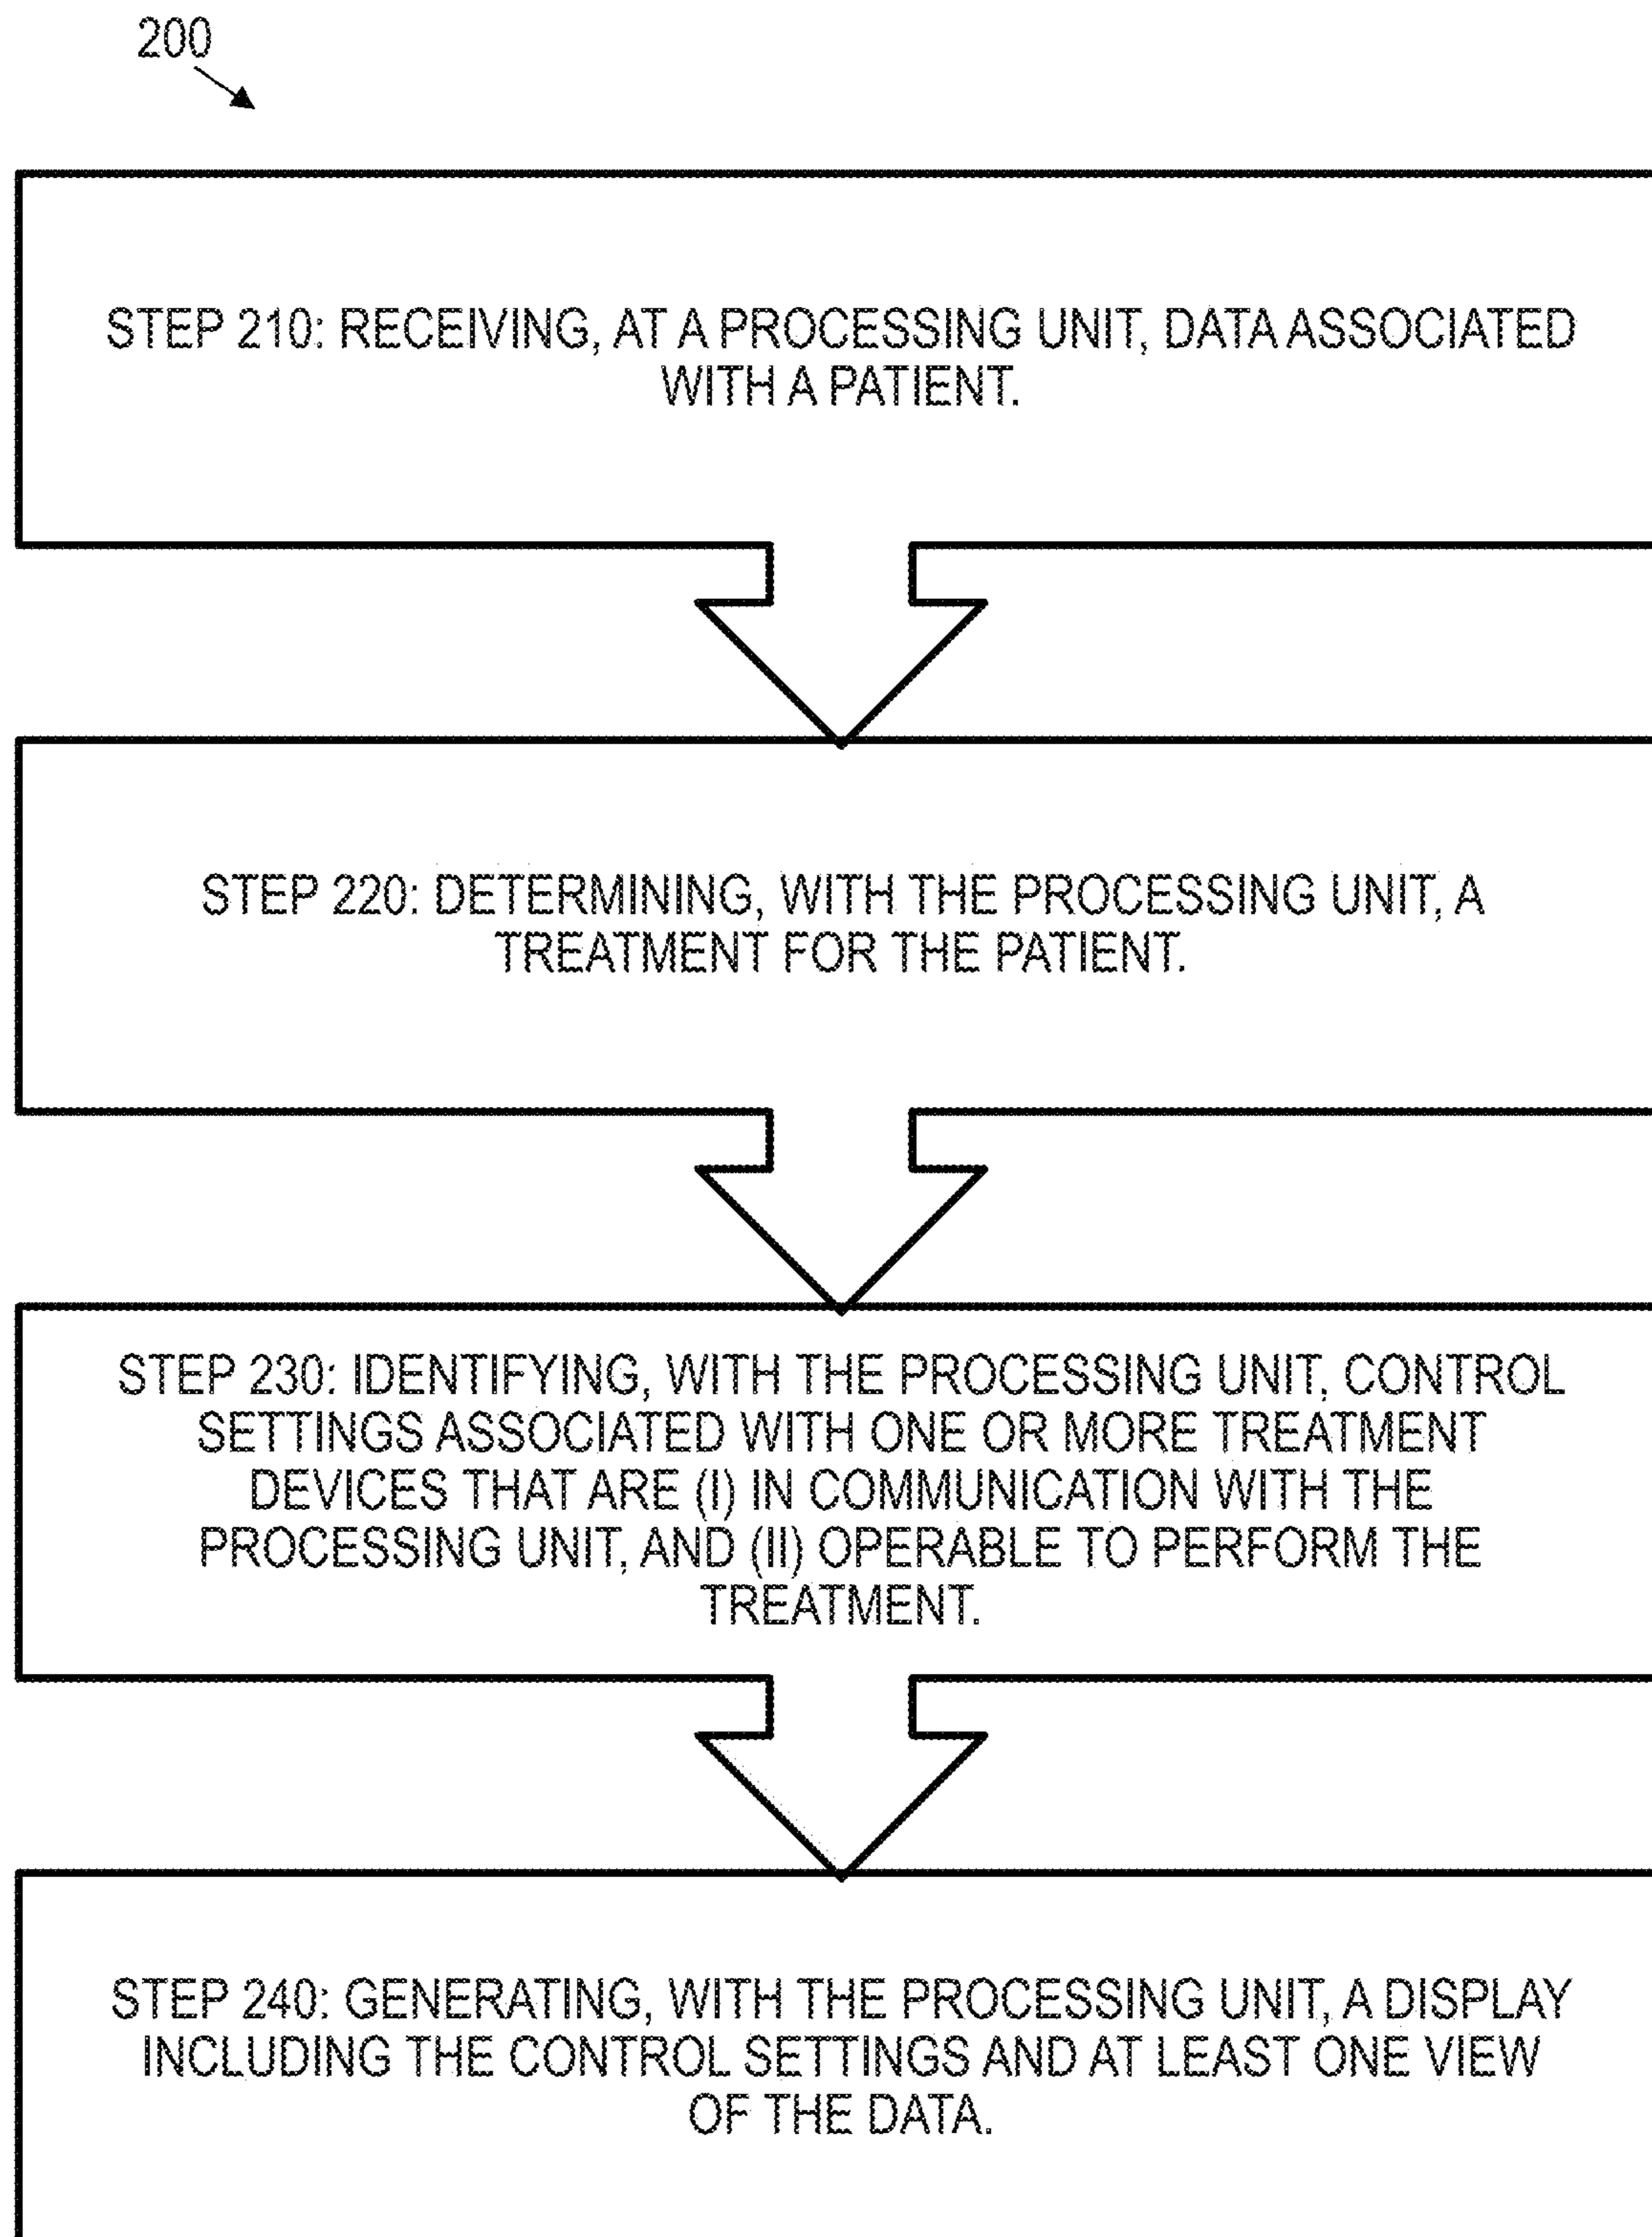 200
STEP 210: RECEIVING, AT A PROCESSING UNIT, DATA ASSOCIATED
WITH A PATIENT.
STEP 220: DETERMINING, WITH THE PROCESSING UNIT, A
TREATMENT FOR THE PATIENT.
STEP 230: IDENTIFYING, WITH THE PROCESSING UNIT, CONTROL
SETTINGS ASSOCIATED WITH ONE OR MORE TREATMENT
DEVICES THAT ARE (I) IN COMMUNICATION WITH THE
PROCESSING UNIT, AND (II) OPERABLE TO PERFORM THE
TREATMENT.
STEP 240: GENERATING, WITH THE PROCESSING UNIT, A DISPLAY
INCLUDING THE CONTROL SETTINGS AND AT LEAST ONE VIEW
OF THE DATA.